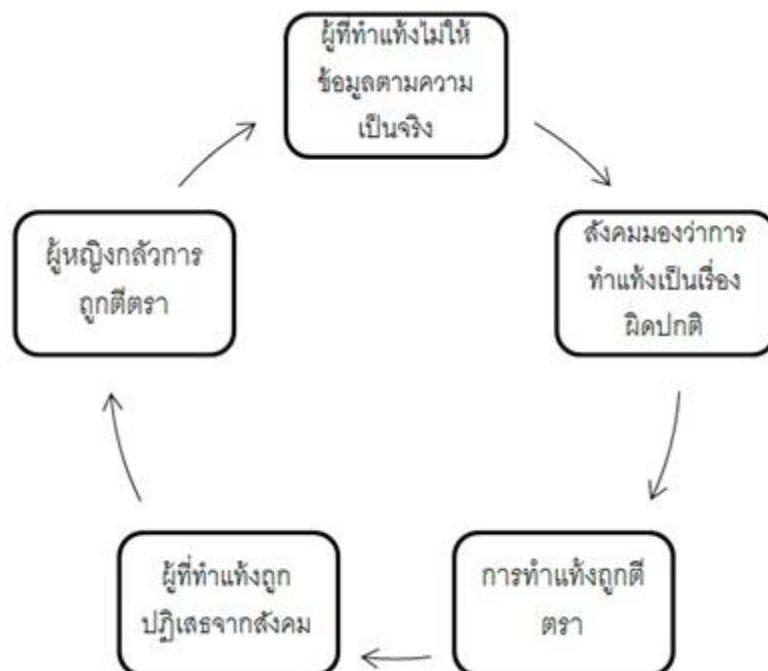 ผู้ที่ทำแท้งไม่ให้
ข้อมูลตามความ
เป็นจริง
สังคมมองว่าการ
ทำแท้งเป็นเรื่อง
ผิดปกติ
การทำแท้งถูกตี
ตรา
ผู้ที่ทำแท้งถูก
ปฏิเสธจากสังคม
ผู้หญิงกลัวการ
ถูกตีตรา